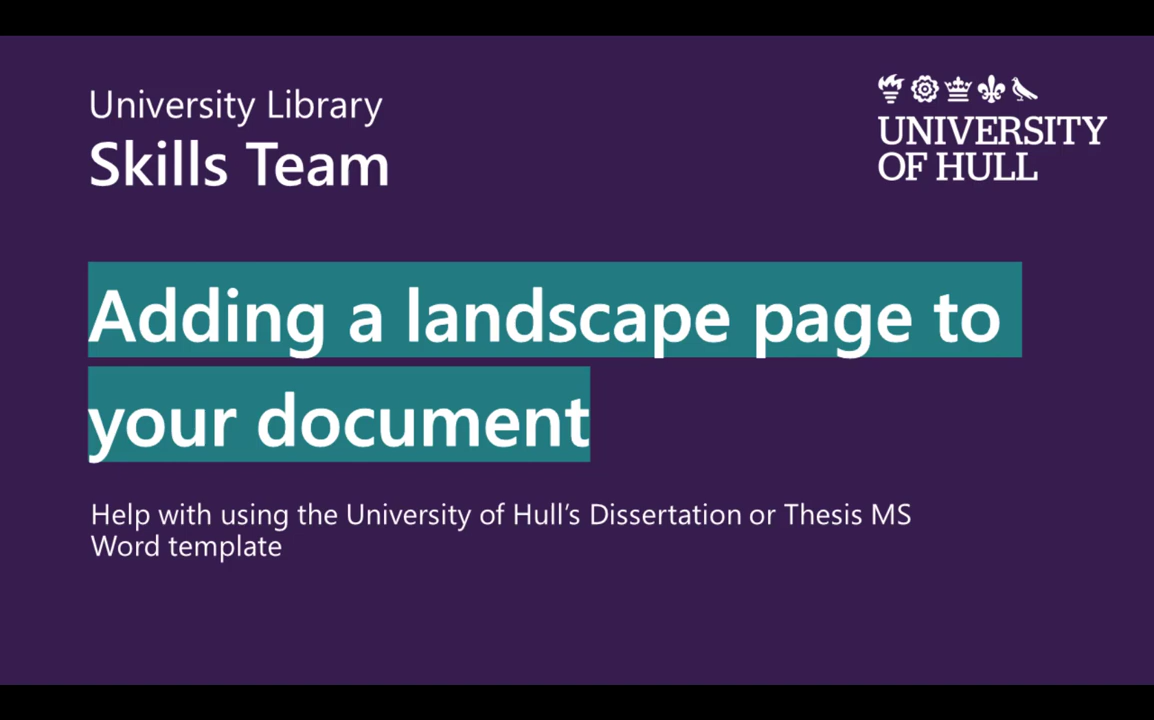 University Library
Skills Team
UNIVERSITY
OF HULL
Adding a landscape page to
your document
Help with using the University of Hull’s Dissertation or Thesis MS
Word template